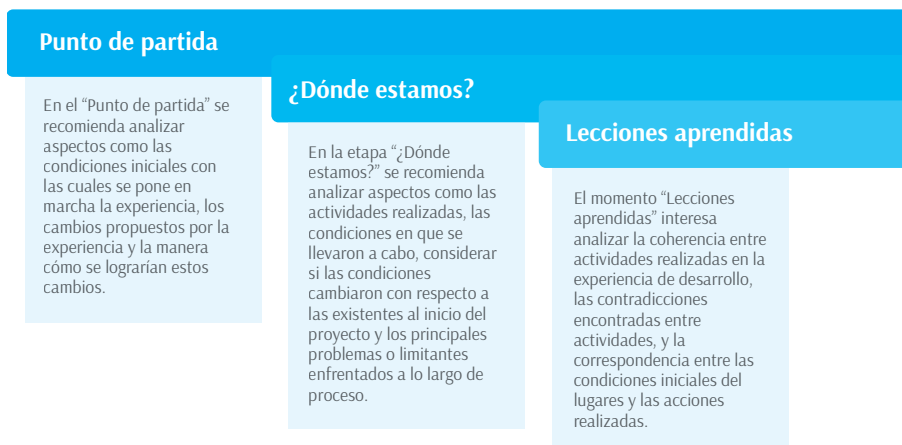 Punto de partida
En el “Punto de partida” se
recomienda analizar
aspectos como las
condiciones iniciales con
las cuales se pone en
marcha la experiencia, los
cambios propuestos por la
experiencia y la manera
cómo se lograrían estos
cambios.
¿Dónde estamos?
En la etapa “¿Dónde
estamos?” se recomienda
analizar aspectos como las
actividades realizadas, las
condiciones en que se
llevaron a cabo, considerar
si las condiciones
cambiaron con respecto a
las existentes al inicio del
proyecto y los principales
problemas o limitantes
enfrentados a lo largo de
proceso.
Lecciones aprendidas
El momento “Lecciones
aprendidas” interesa
analizar la coherencia entre
actividades realizadas en la
experiencia de desarrollo,
las contradicciones
encontradas entre
actividades, y la
correspondencia entre las
condiciones iniciales del
lugares y las acciones
realizadas.